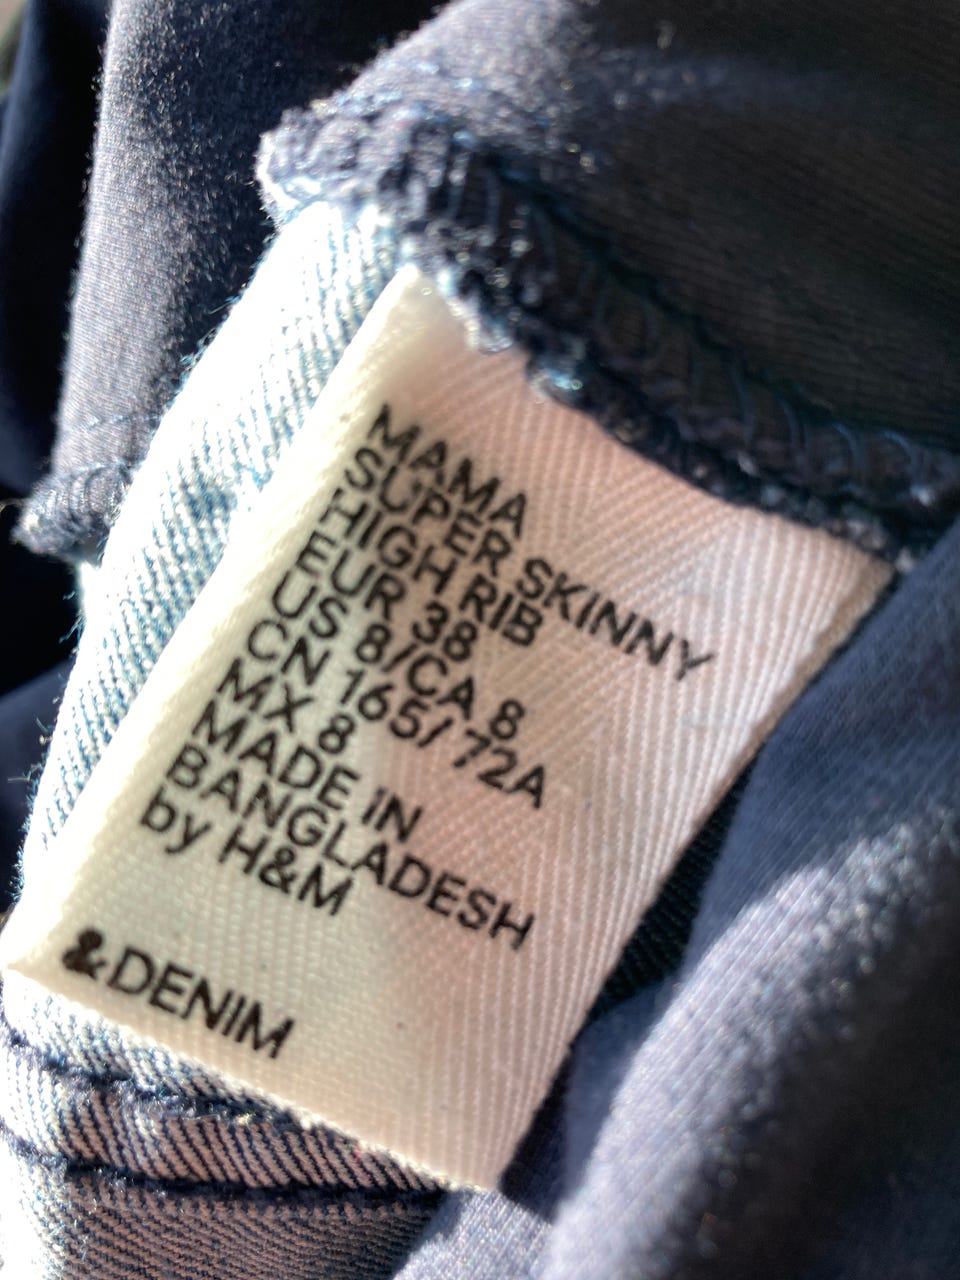 MAMA
SUPER SKINNY
HIGH RIB
EUR 38
US 8/CA 8
CN 165/72A
MX 8
MADE IN
BANGLADESH
by H&M
&DENIM